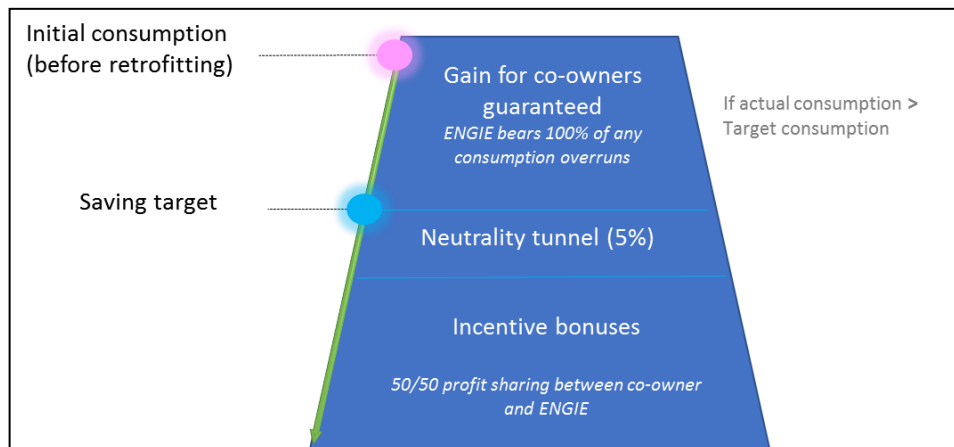 Initial consumption
(before retrofitting)
Gain for co-owners
guaranteed
ENGIE bears 100% of any
consumption overruns
If actual consumption >
Target consumption
Saving target
Neutrality tunnel (5%)
Incentive bonuses
50/50 profit sharing between co-owner
and ENGIE